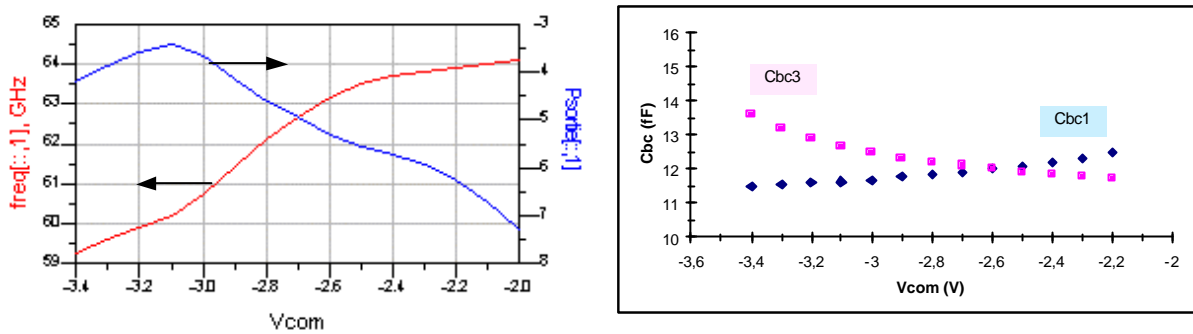 65
64
63
62
61
60
59
freq[::,1], GHz
-3
-4
-5
-6
-7
-8
Psortie[::,1]
-3.4 -3.2 -3.0 -2.8 -2.6 -2.4 -2.2 -2.0
Vcom
16
15
14
13
12
11
10
Cbc (fF)
Cbc3
Cbc1
-3,6 -3,4 -3,2 -3 -2,8 -2,6 -2,4 -2,2 -2
Vcom (V)